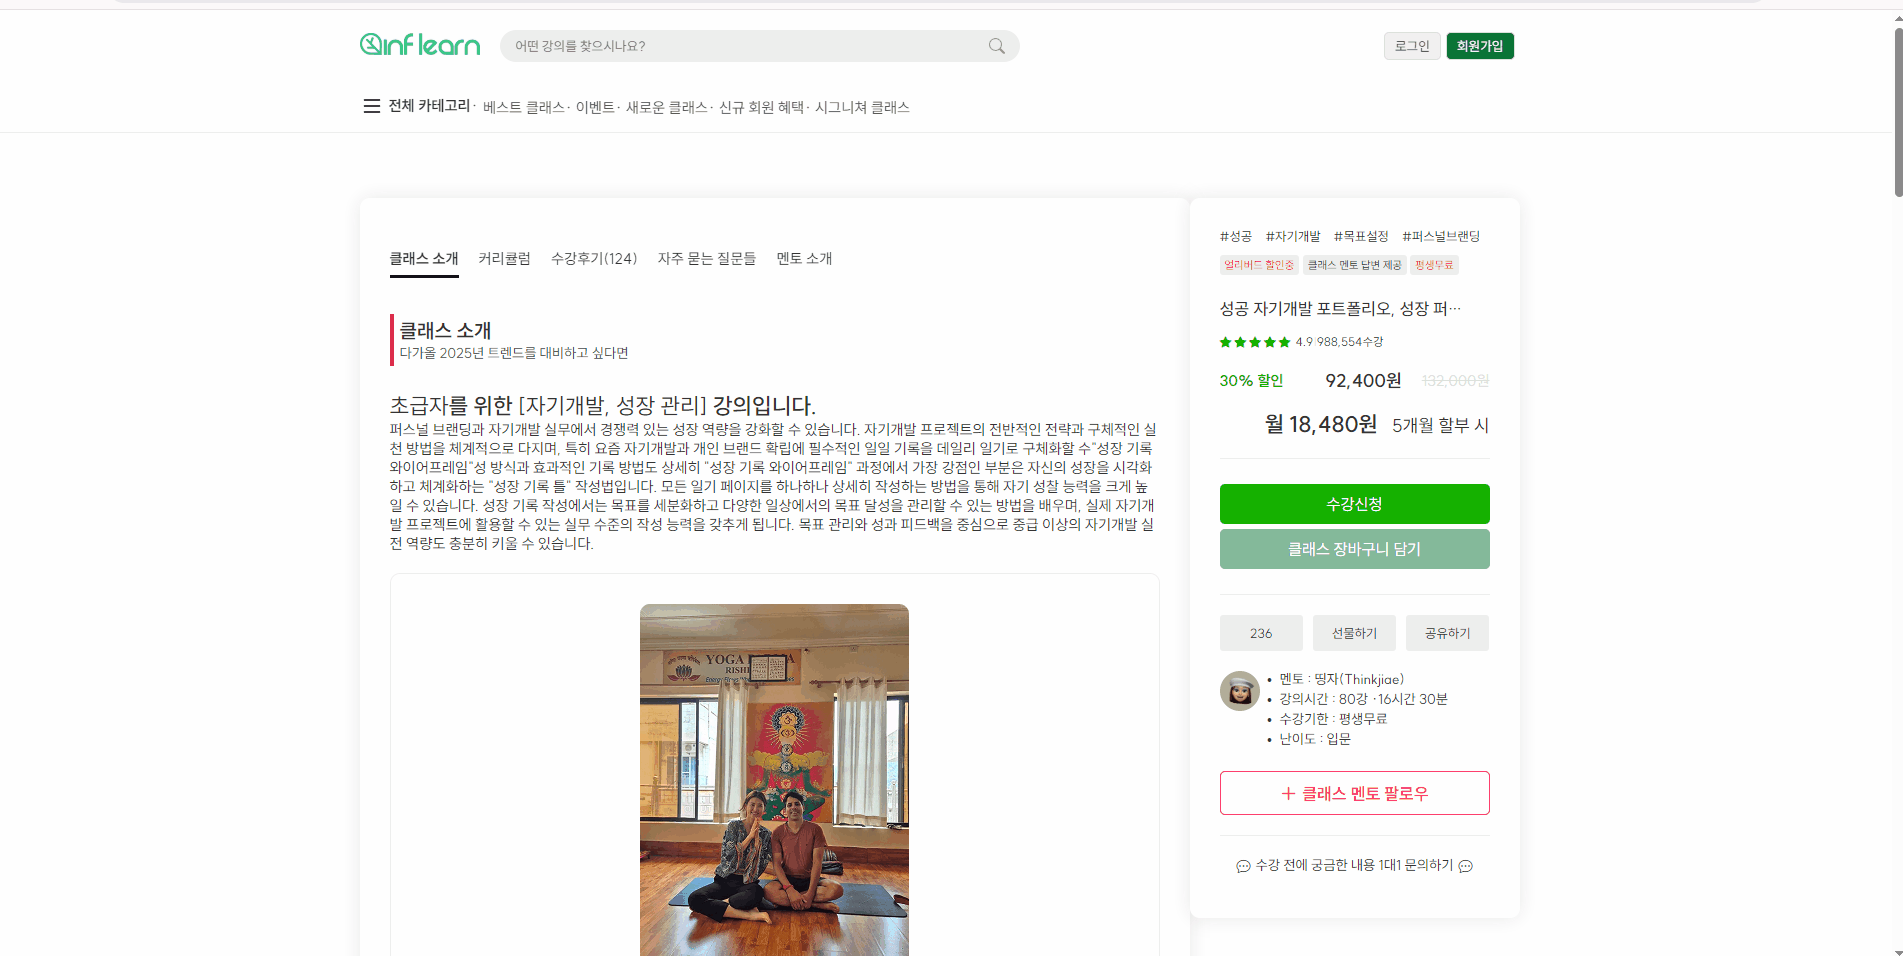 inflearn
어떤 강의를 찾으시나요?
로그인
회원가입
전체 카테고리· 베스트 클래스· 이벤트· 새로운 클래스· 신규 회원 혜택· 시그니쳐 클래스
클래스 소개
커리큘럼
수강후기(124)
자주 묻는 질문들
멘토 소개
클래스 소개
다가올 2025년 트렌드를 대비하고 싶다면
초급자를 위한 [자기개발, 성장 관리] 강의입니다.
퍼스널 브랜딩과 자기개발 실무에서 경쟁력 있는 성장 역량을 강화할 수 있습니다. 자기개발 프로젝트의 전반적인 전략과 구체적인 실
천 방법을 체계적으로 다지며, 특히 요즘 자기개발과 개인 브랜드 확립에 필수적인 일일 기록을 데일리 일기로 구체화할 수"성장 기록
와이어프레임"성 방식과 효과적인 기록 방법도 상세히 "성장 기록 와이어프레임" 과정에서 가장 강점인 부분은 자신의 성장을 시각화
하고 체계화하는 "성장 기록 틀" 작성법입니다. 모든 일기 페이지를 하나하나 상세히 작성하는 방법을 통해 자기 성찰 능력을 크게 높
일 수 있습니다. 성장 기록 작성에서는 목표를 세분화하고 다양한 일상에서의 목표 달성을 관리할 수 있는 방법을 배우며, 실제 자기개
발 프로젝트에 활용할 수 있는 실무 수준의 작성 능력을 갖추게 됩니다. 목표 관리와 성과 피드백을 중심으로 중급 이상의 자기개발 실
전 역량도 충분히 키울 수 있습니다.
YOGA
RISHI
#성공 #자기개발 #목표설정 #퍼스널브랜딩
얼리버드 할인중
클래스 멘토 답변 제공
평생무료
성공 자기개발 포트폴리오, 성장 퍼…
4.9 988,554수강
30% 할인 92,400원 132,000원
월 18,480원 5개월 할부 시
수강신청
클래스 장바구니 담기
236
선물하기
공유하기
• 멘토 : 띵자(Thinkjiae)
• 강의시간 : 80강 ·16시간 30분
• 수강기한 : 평생무료
• 난이도 : 입문
+ 클래스 멘토 팔로우
수강 전에 궁금한 내용 1대1 문의하기